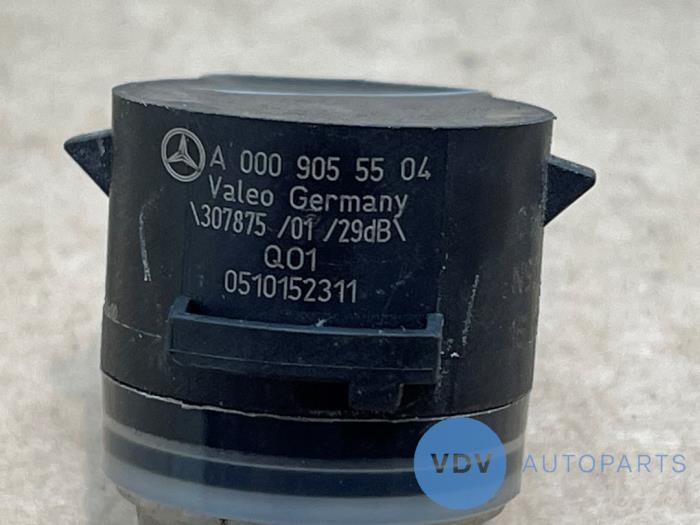 A 000 905 55 04
Valeo Germany
\307875 /01 /29dB\
Q01
0510152311
VDV AUTOPARTS